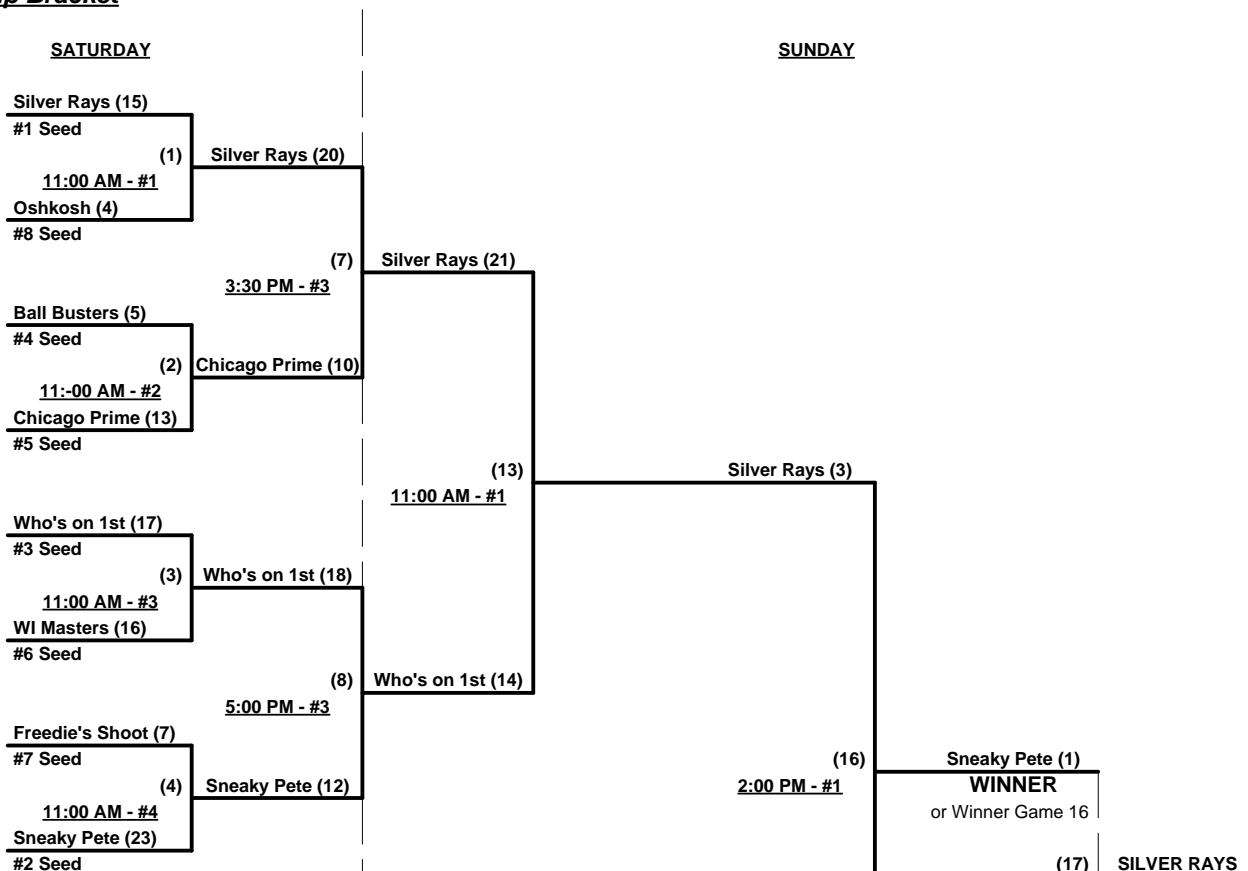 Bracket
SATURDAY
SUNDAY
Silver Rays (15)
#1 Seed
(1)
Silver Rays (20)
11:00 AM - #1
Oshkosh (4)
#8 Seed
(7)
Silver Rays (21)
3:30 PM - #3
Ball Busters (5)
#4 Seed
(2)
Chicago Prime (10)
11:-00 AM - #2
Chicago Prime (13)
#5 Seed
(13)
Silver Rays (3)
11:00 AM - #1
Who's on 1st (17)
#3 Seed
(3)
Who's on 1st (18)
11:00 AM - #3
WI Masters (16)
#6 Seed
(8)
Who's on 1st (14)
5:00 PM - #3
Freedie's Shoot (7)
#7 Seed
(16)
Sneaky Pete (1)
(4)
Sneaky Pete (12)
2:00 PM - #1
WINNER
11:00 AM - #4
or Winner Game 16
Sneaky Pete (23)
#2 Seed
(17)
SILVER RAYS